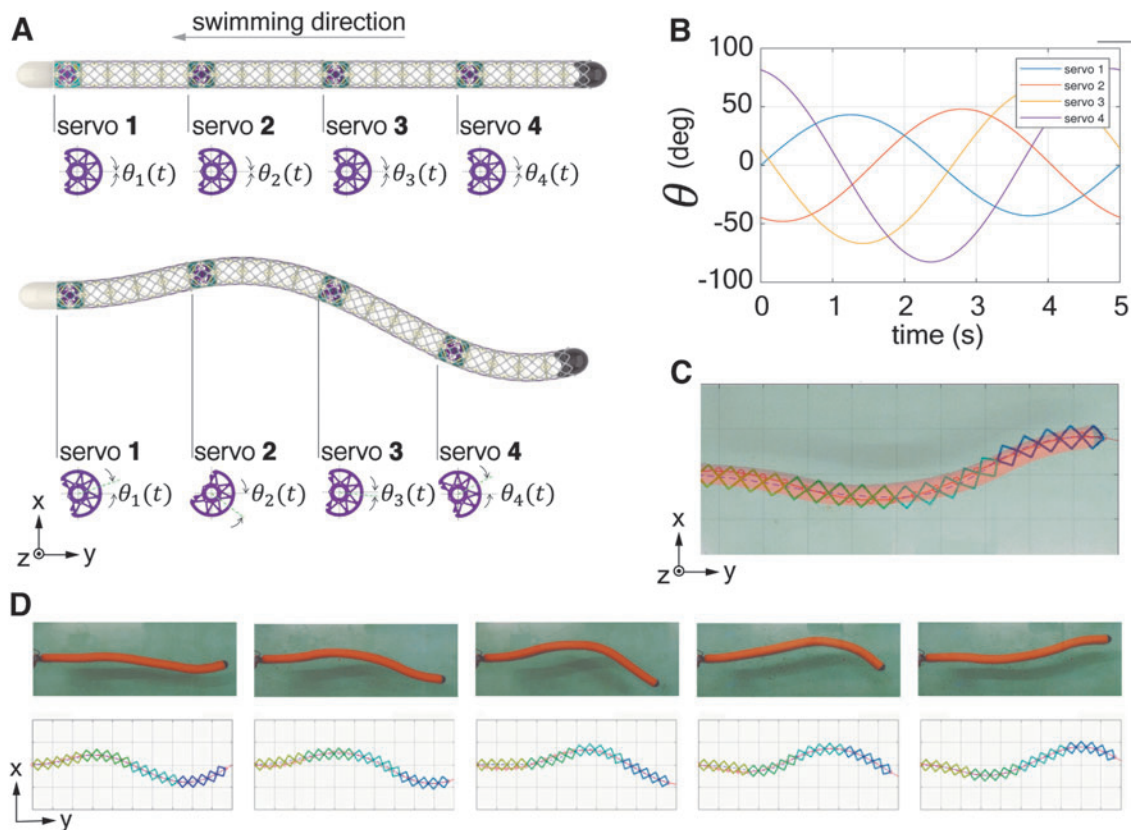 A
swimming direction
servo 1 servo 2 servo 3 servo 4
θ₁(t) θ₂(t) θ₃(t) θ₄(t)
servo 1 servo 2 servo 3 servo 4
θ₁(t) θ₂(t) θ₃(t) θ₄(t)
x
z y
B
100
50
0
-50
-100
θ (deg)
servo 1
servo 2
servo 3
servo 4
0 1 2 3 4 5
time (s)
C
x
z y
D
x
y